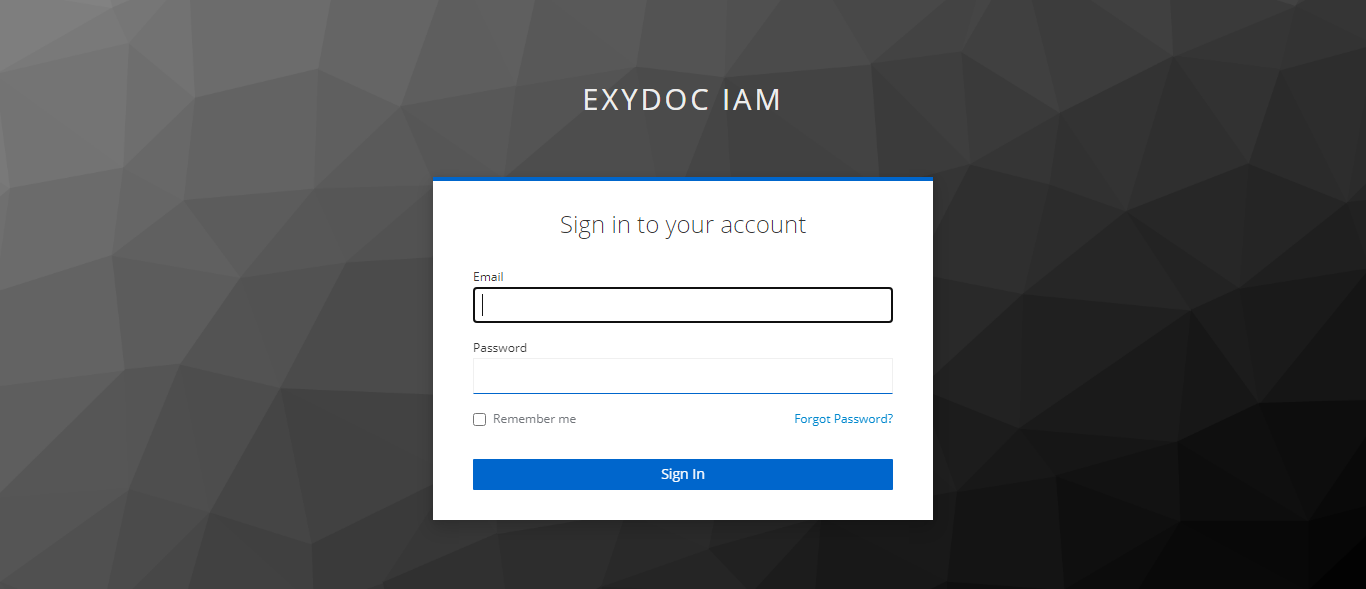 EXYDOC IAM
Sign in to your account
Email
Password
Remember me Forgot Password?
Sign In